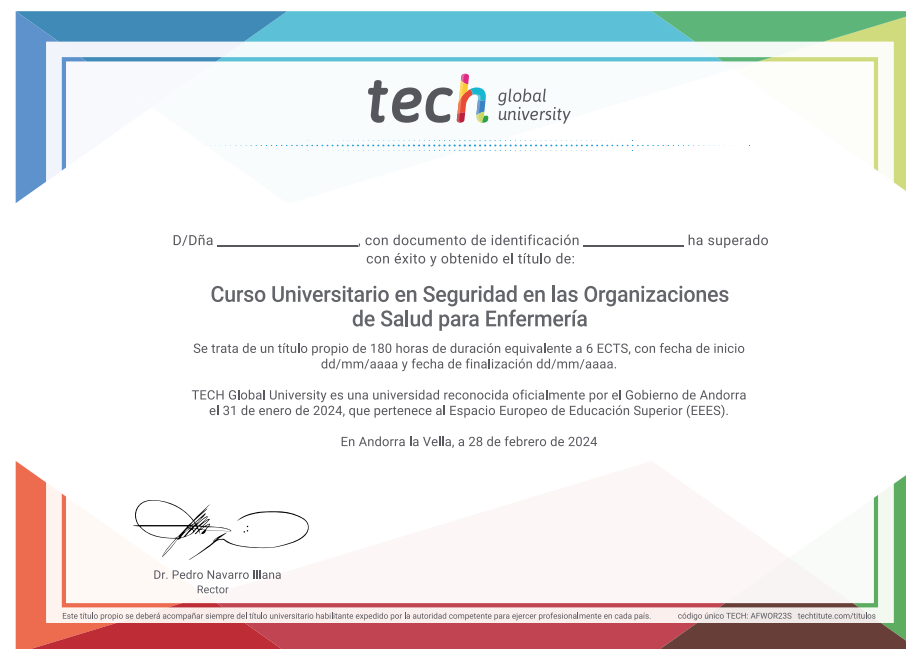 tech global
university
D/Dña ______________, con documento de identificación __________ ha superado
con éxito y obtenido el título de:
Curso Universitario en Seguridad en las Organizaciones
de Salud para Enfermería
Se trata de un título propio de 180 horas de duración equivalente a 6 ECTS, con fecha de inicio
dd/mm/aaaa y fecha de finalización dd/mm/aaaa.
TECH Global University es una universidad reconocida oficialmente por el Gobierno de Andorra
el 31 de enero de 2024, que pertenece al Espacio Europeo de Educación Superior (EEES).
En Andorra la Vella, a 28 de febrero de 2024
Dr. Pedro Navarro Illana
Rector
Este título propio se deberá acompañar siempre del título universitario habilitante expedido por la autoridad competente para ejercer profesionalmente en cada país. código único TECH: AFWOR23S techtitute.com/titulos